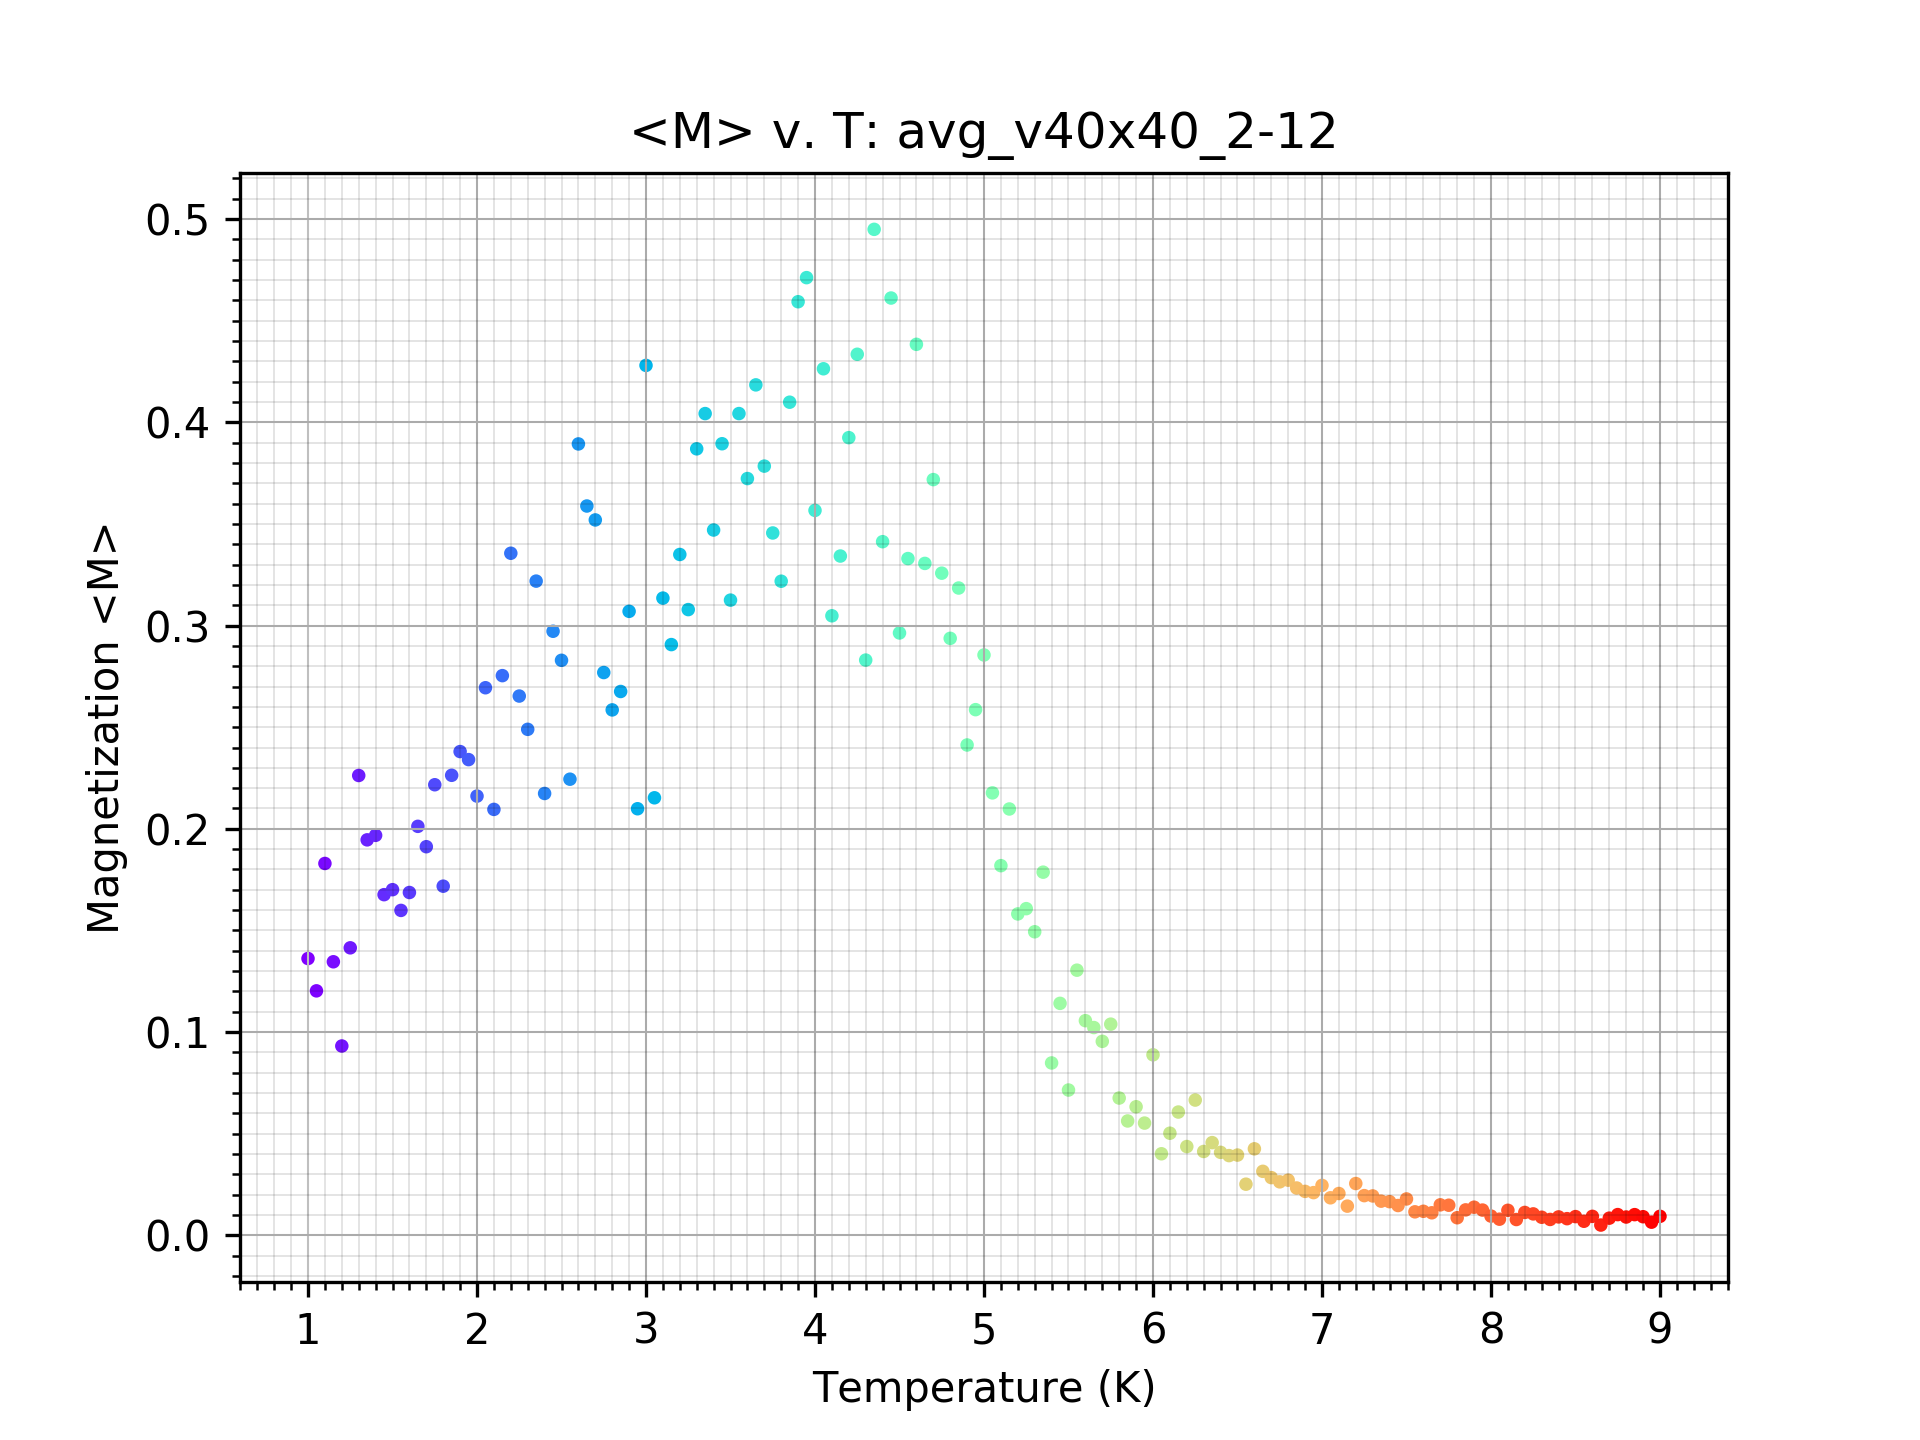 <M> v. T: avg_v40x40_2-12
0.5
0.4
0.3
0.2
0.1
0.0
Magnetization <M>
1 2 3 4 5 6 7 8 9
Temperature (K)